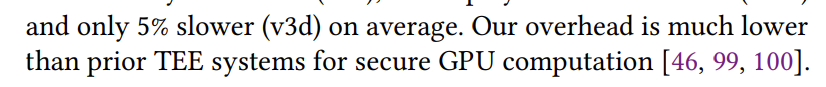 and only 5% slower (v3d) on average. Our overhead is much lower
than prior TEE systems for secure GPU computation [46, 99, 100].